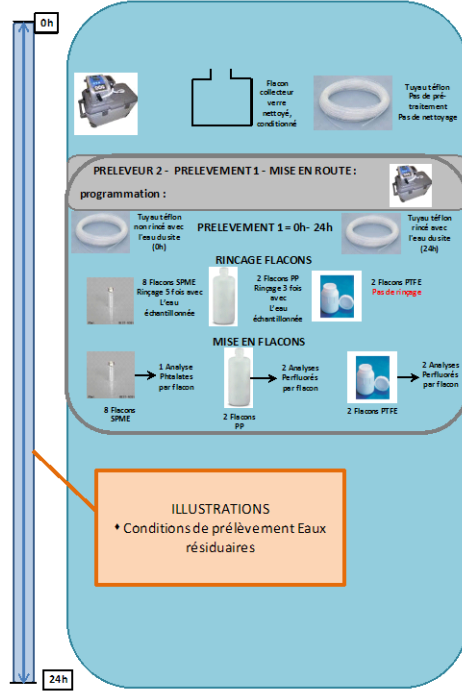 0h
Flacon
collecteur
verre
nettoyé,
conditionné
Tuyau téflon
Pas de pré-
traitement
Pas de nettoyage
PRELEVEUR 2 - PRELEVEMENT 1 - MISE EN ROUTE :
programmation :
Tuyau téflon
non rincé avec
l'eau du site
(0h)
PRELEVEMENT 1 = 0h- 24h
Tuyau téflon
rincé avec
l'eau du site
(24h)
RINCAGE FLACONS
8 Flacons SPME
Rinçage 5 fois avec
L'eau
échantillonnée
2 Flacons PP
Rinçage 3 fois
avec
L'eau
échantillonnée
2 Flacons PTFE
Pas de rinçage
MISE EN FLACONS
1 Analyse
Phtalates
par flacon
2 Analyses
Perfluorés
par flacon
2 Analyses
Perfluorés
par flacon
8 Flacons
SPME
2 Flacons
PP
2 Flacons PTFE
ILLUSTRATIONS
• Conditions de prélèvement Eaux
résiduaires
24h